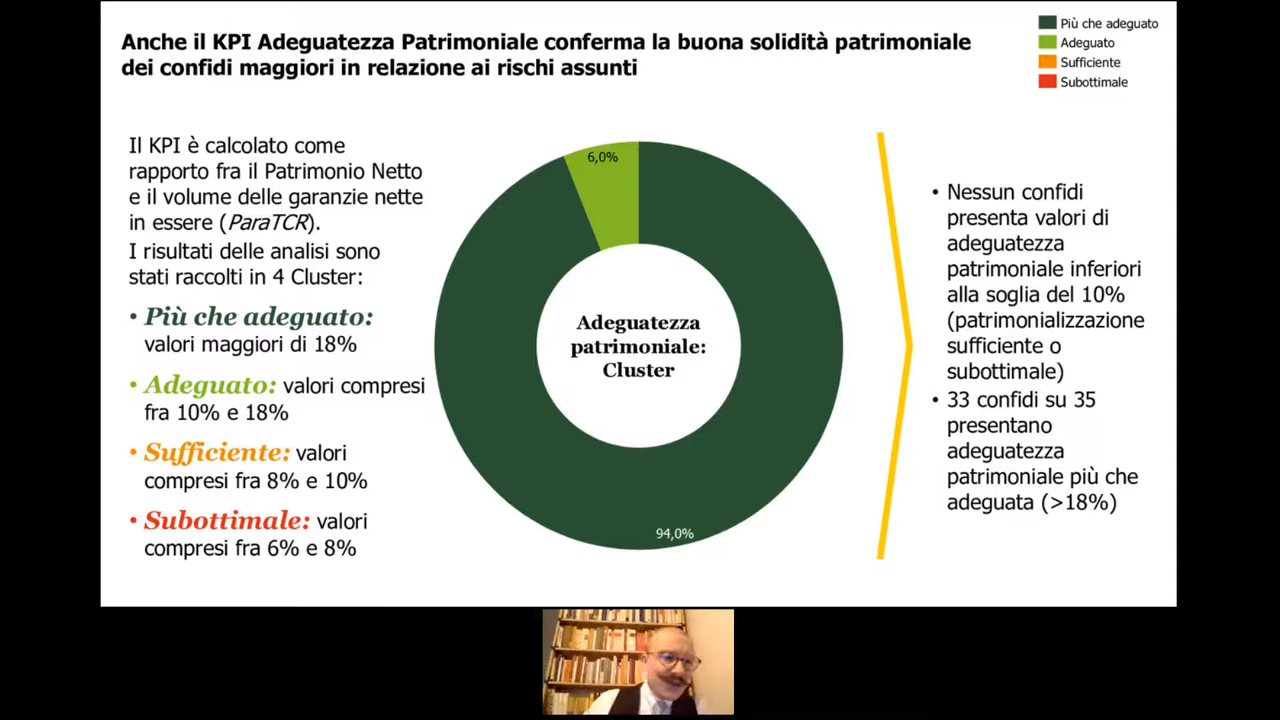 Anche il KPI Adeguatezza Patrimoniale conferma la buona solidità patrimoniale
dei confidi maggiori in relazione ai rischi assunti
Più che adeguato
Adeguato
Sufficiente
Subottimale
Il KPI è calcolato come
rapporto fra il Patrimonio Netto
e il volume delle garanzie nette
in essere (ParaTCR).
I risultati delle analisi sono
stati raccolti in 4 Cluster:
• Più che adeguato:
valori maggiori di 18%
• Adeguato: valori compresi
fra 10% e 18%
• Sufficiente: valori
compresi fra 8% e 10%
• Subottimale: valori
compresi fra 6% e 8%
6,0%
Adeguatezza
patrimoniale:
Cluster
94,0%
• Nessun confidi
presenta valori di
adeguatezza
patrimoniale inferiori
alla soglia del 10%
(patrimonializzazione
sufficiente o
subottimale)
• 33 confidi su 35
presentano
adeguatezza
patrimoniale più che
adeguata (>18%)